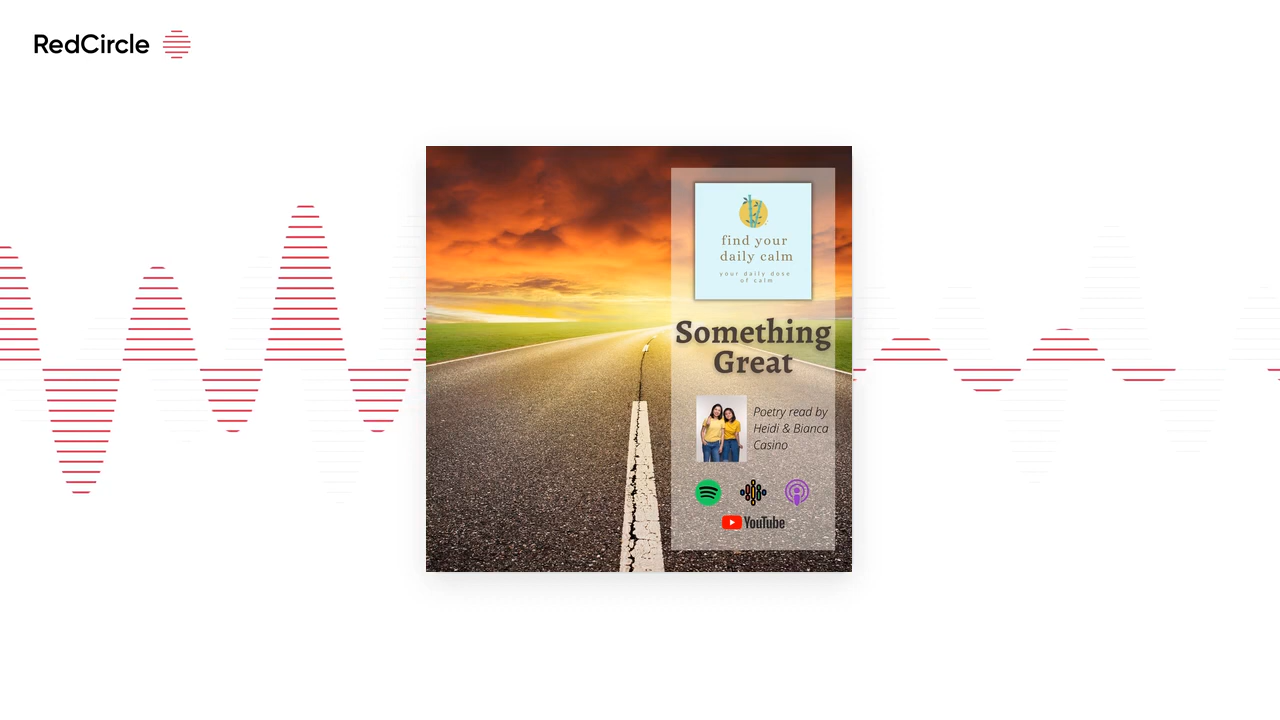 RedCircle
find your
daily calm
your daily dose
of calm
Something
Great
Poetry read by
Heidi & Bianca
Casino
YouTube